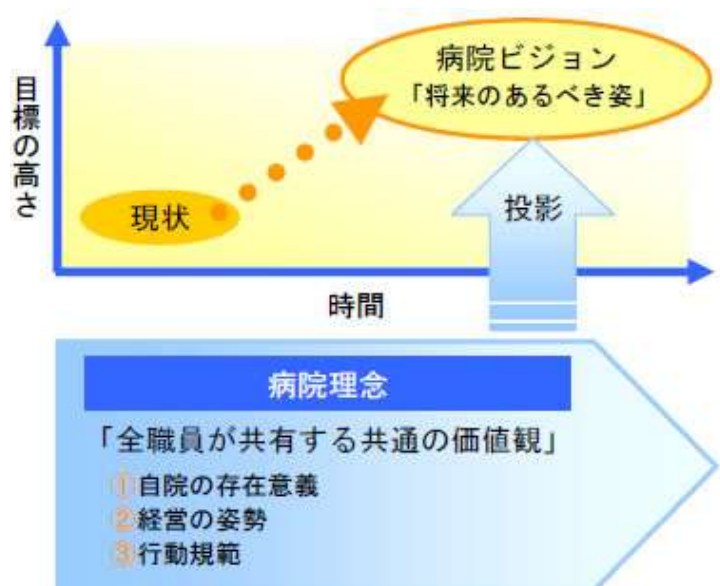 病院ビジョン
「将来のあるべき姿」
目標の高さ
現状
投影
時間
病院理念
「全職員が共有する共通の価値観」
①自院の存在意義
②経営の姿勢
③行動規範